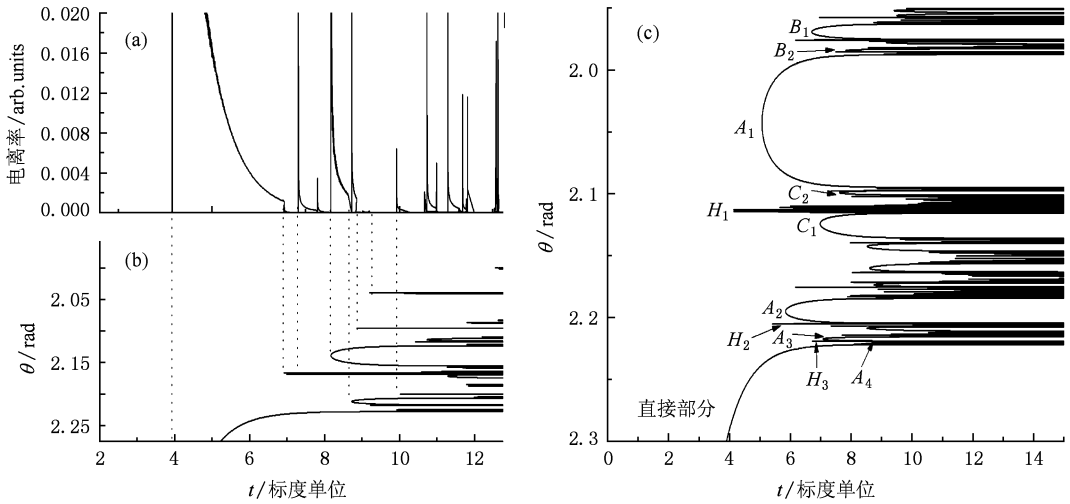 (a)
0.020
0.016
0.012
0.008
0.004
0.000
电离率/arb.units
(b)
2.05
2.15
2.25
θ/rad
2
4
6
8
10
12
t/标度单位
(c)
2.0
2.1
2.2
2.3
θ/rad
B₁
B₂
A₁
C₂
H₁
C₁
A₂
H₂
A₃
H₃
A₄
直接部分
0
2
4
6
8
10
12
14
t/标度单位